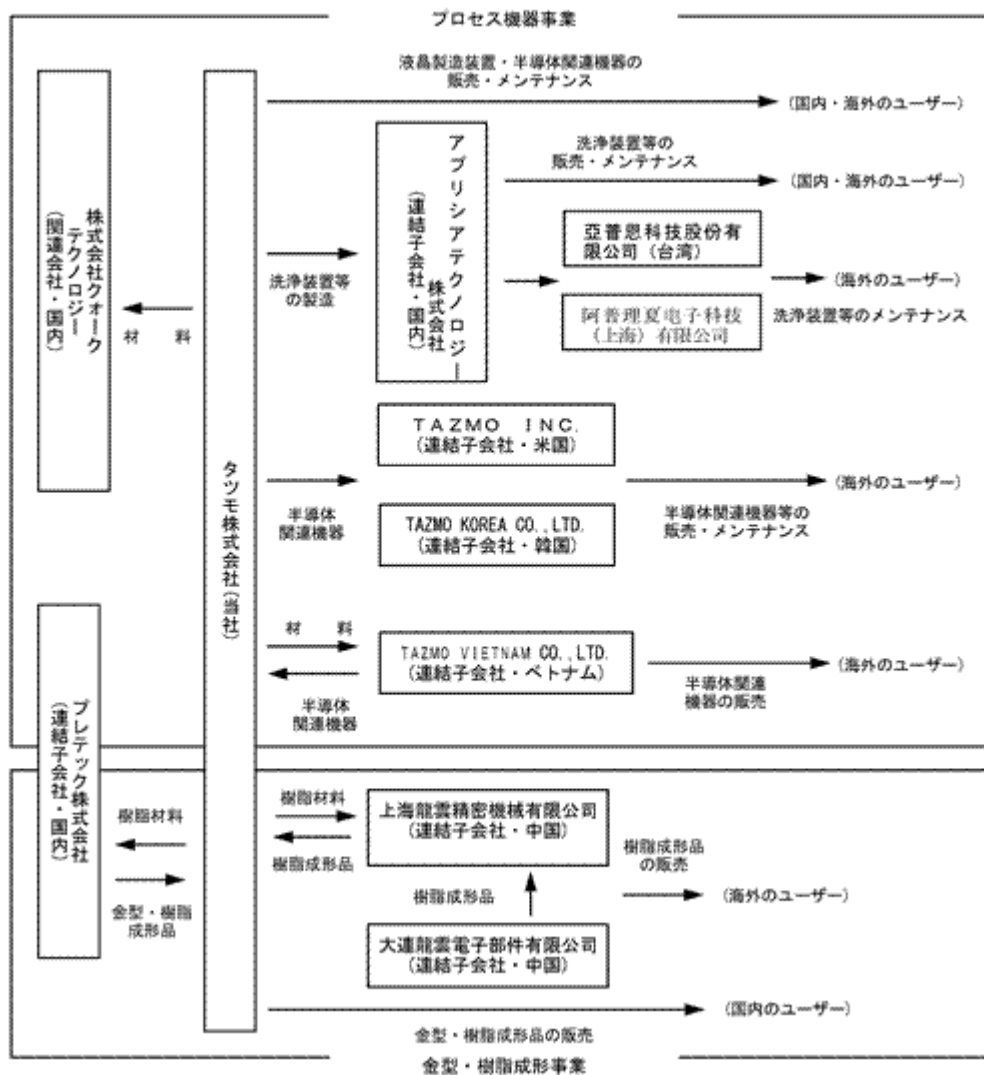 プロセス機器事業
液晶製造装置・半導体関連機器の
販売・メンテナンス
(国内・海外のユーザー)
株式会社クォーク
テクノロジー
(関連会社・国内)
材 料
タツモ株式会社(当社)
洗浄装置等
の製造
アプリシアテクノロジー
株式会社
(連結子会社・国内)
洗浄装置等の
販売・メンテナンス
(国内・海外のユーザー)
亞普恩科技股份有
限公司(台湾)
阿普理夏电子科技
(上海)有限公司
(海外のユーザー)
洗浄装置等のメンテナンス
半導体
関連機器
TAZMO INC.
(連結子会社・米国)
TAZMO KOREA CO.,LTD.
(連結子会社・韓国)
(海外のユーザー)
半導体関連機器等の
販売・メンテナンス
材 料
半導体
関連機器
TAZMO VIETNAM CO.,LTD.
(連結子会社・ベトナム)
(海外のユーザー)
半導体関連
機器の販売
プレテック株式会社
(連結子会社・国内)
樹脂材料
金型・樹脂
成形品
樹脂材料
樹脂成形品
上海龍雲精密機械有限公司
(連結子会社・中国)
樹脂成形品
樹脂成形品
の販売
(海外のユーザー)
大連龍雲電子部件有限公司
(連結子会社・中国)
(国内のユーザー)
金型・樹脂成形品の販売
金型・樹脂成形事業